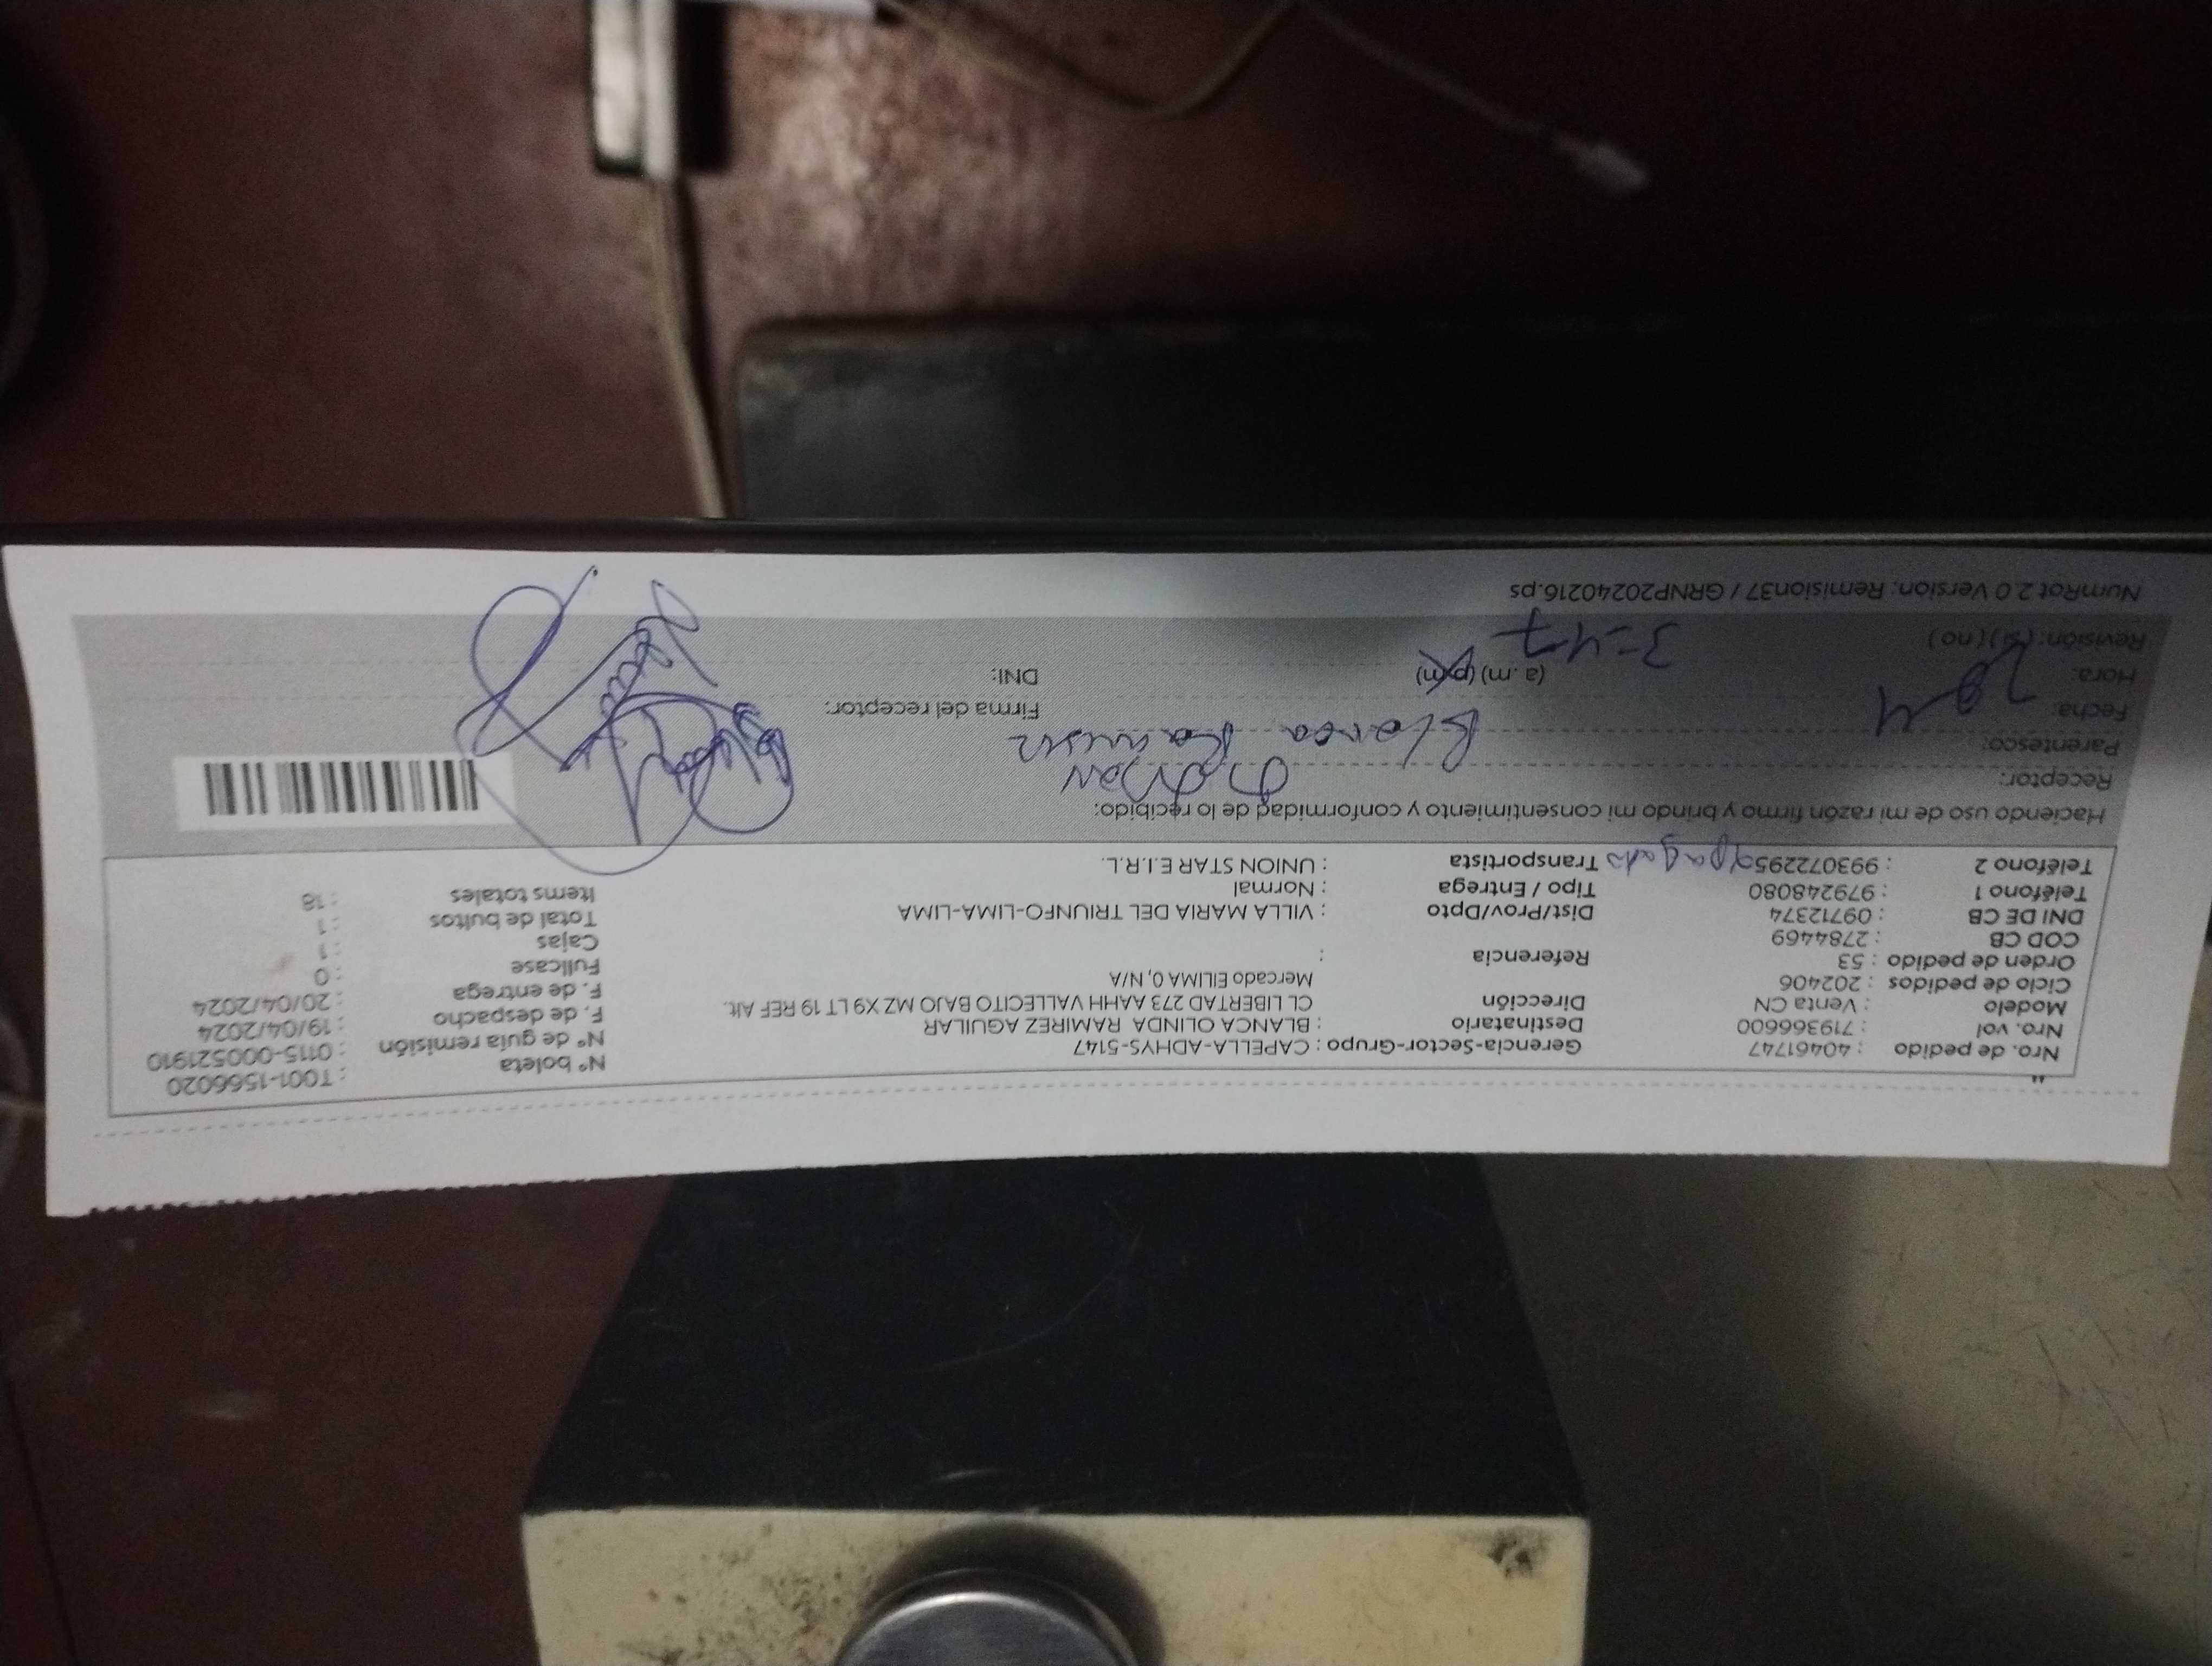 Nro. de pedido : 40461747 Gerencia-Sector-Grupo : CAPELLA-ADHYS-5147 N° boleta : T001-1566020
Nro. vol : 719366600 Destinatario : BLANCA OLINDA RAMIREZ AGUILAR N° de guía remisión : 0115-000521910
Modelo : Venta CN Dirección CL LIBERTAD 273 AAHH VALLECITO BAJO MZ X9 LT 19 REF Alt. F. de despacho : 19/04/2024
Ciclo de pedidos : 202406 Mercado EILIMA 0, N/A F. de entrega : 20/04/2024
Orden de pedido : 53 Referencia : Fullcase : 0
COD CB : 2784469 Cajas : 1
DNI DE CB : 09712374 Dist/Prov/Dpto : VILLA MARIA DEL TRIUNFO-LIMA-LIMA Total de bultos : 1
Teléfono 1 : 979248080 Tipo / Entrega : Normal Items totales : 18
Teléfono 2 : 993072295 apagado Transportista : UNION STAR E.I.R.L.
Haciendo uso de mi razón firmo y brindo mi consentimiento y conformidad de lo recibido:
Receptor:
Parentesco: Blanca Ramirez
Fecha: Firma del receptor:
Hora: (a.m) (p.m) DNI:
Revisión: (si) (no) 3=47
NumRot 2.0 Version: Remision37 / GRNP20240216.ps